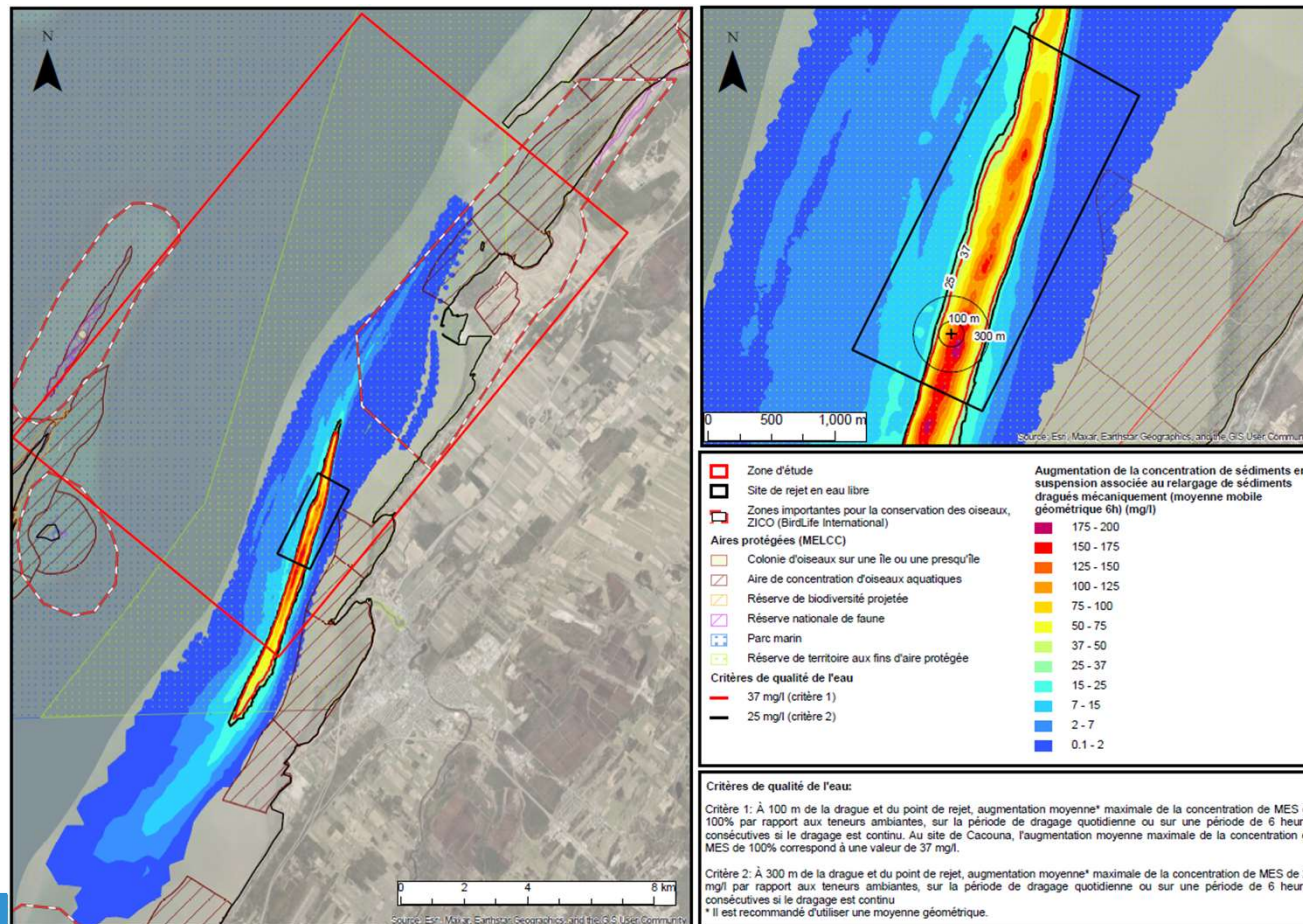 N
0 2 4 8 km
Source: Esri, Maxar, Earthstar Geographics, and the GIS User Community
N
37
25
100 m
300 m
0 500 1,000 m
Source: Esri, Maxar, Earthstar Geographics, and the GIS User Commun
Zone d'étude
Site de rejet en eau libre
Zones importantes pour la conservation des oiseaux,
ZICO (BirdLife International)
Aires protégées (MELCC)
Colonie d'oiseaux sur une île ou une presqu'île
Aire de concentration d'oiseaux aquatiques
Réserve de biodiversité projetée
Réserve nationale de faune
Parc marin
Réserve de territoire aux fins d'aire protégée
Critères de qualité de l'eau
37 mg/l (critère 1)
25 mg/l (critère 2)
Augmentation de la concentration de sédiments en
suspension associée au relargage de sédiments
dragués mécaniquement (moyenne mobile
géométrique 6h) (mg/l)
175 - 200
150 - 175
125 - 150
100 - 125
75 - 100
50 - 75
37 - 50
25 - 37
15 - 25
7 - 15
2 - 7
0.1 - 2
Critères de qualité de l'eau:
Critère 1: À 100 m de la drague et du point de rejet, augmentation moyenne* maximale de la concentration de MES
100% par rapport aux teneurs ambiantes, sur la période de dragage quotidienne ou sur une période de 6 heur
consécutives si le dragage est continu. Au site de Cacouna, l'augmentation moyenne maximale de la concentration
MES de 100% correspond à une valeur de 37 mg/l.
Critère 2: À 300 m de la drague et du point de rejet, augmentation moyenne* maximale de la concentration de MES de
mg/l par rapport aux teneurs ambiantes, sur la période de dragage quotidienne ou sur une période de 6 heur
consécutives si le dragage est continu
* Il est recommandé d'utiliser une moyenne géométrique.